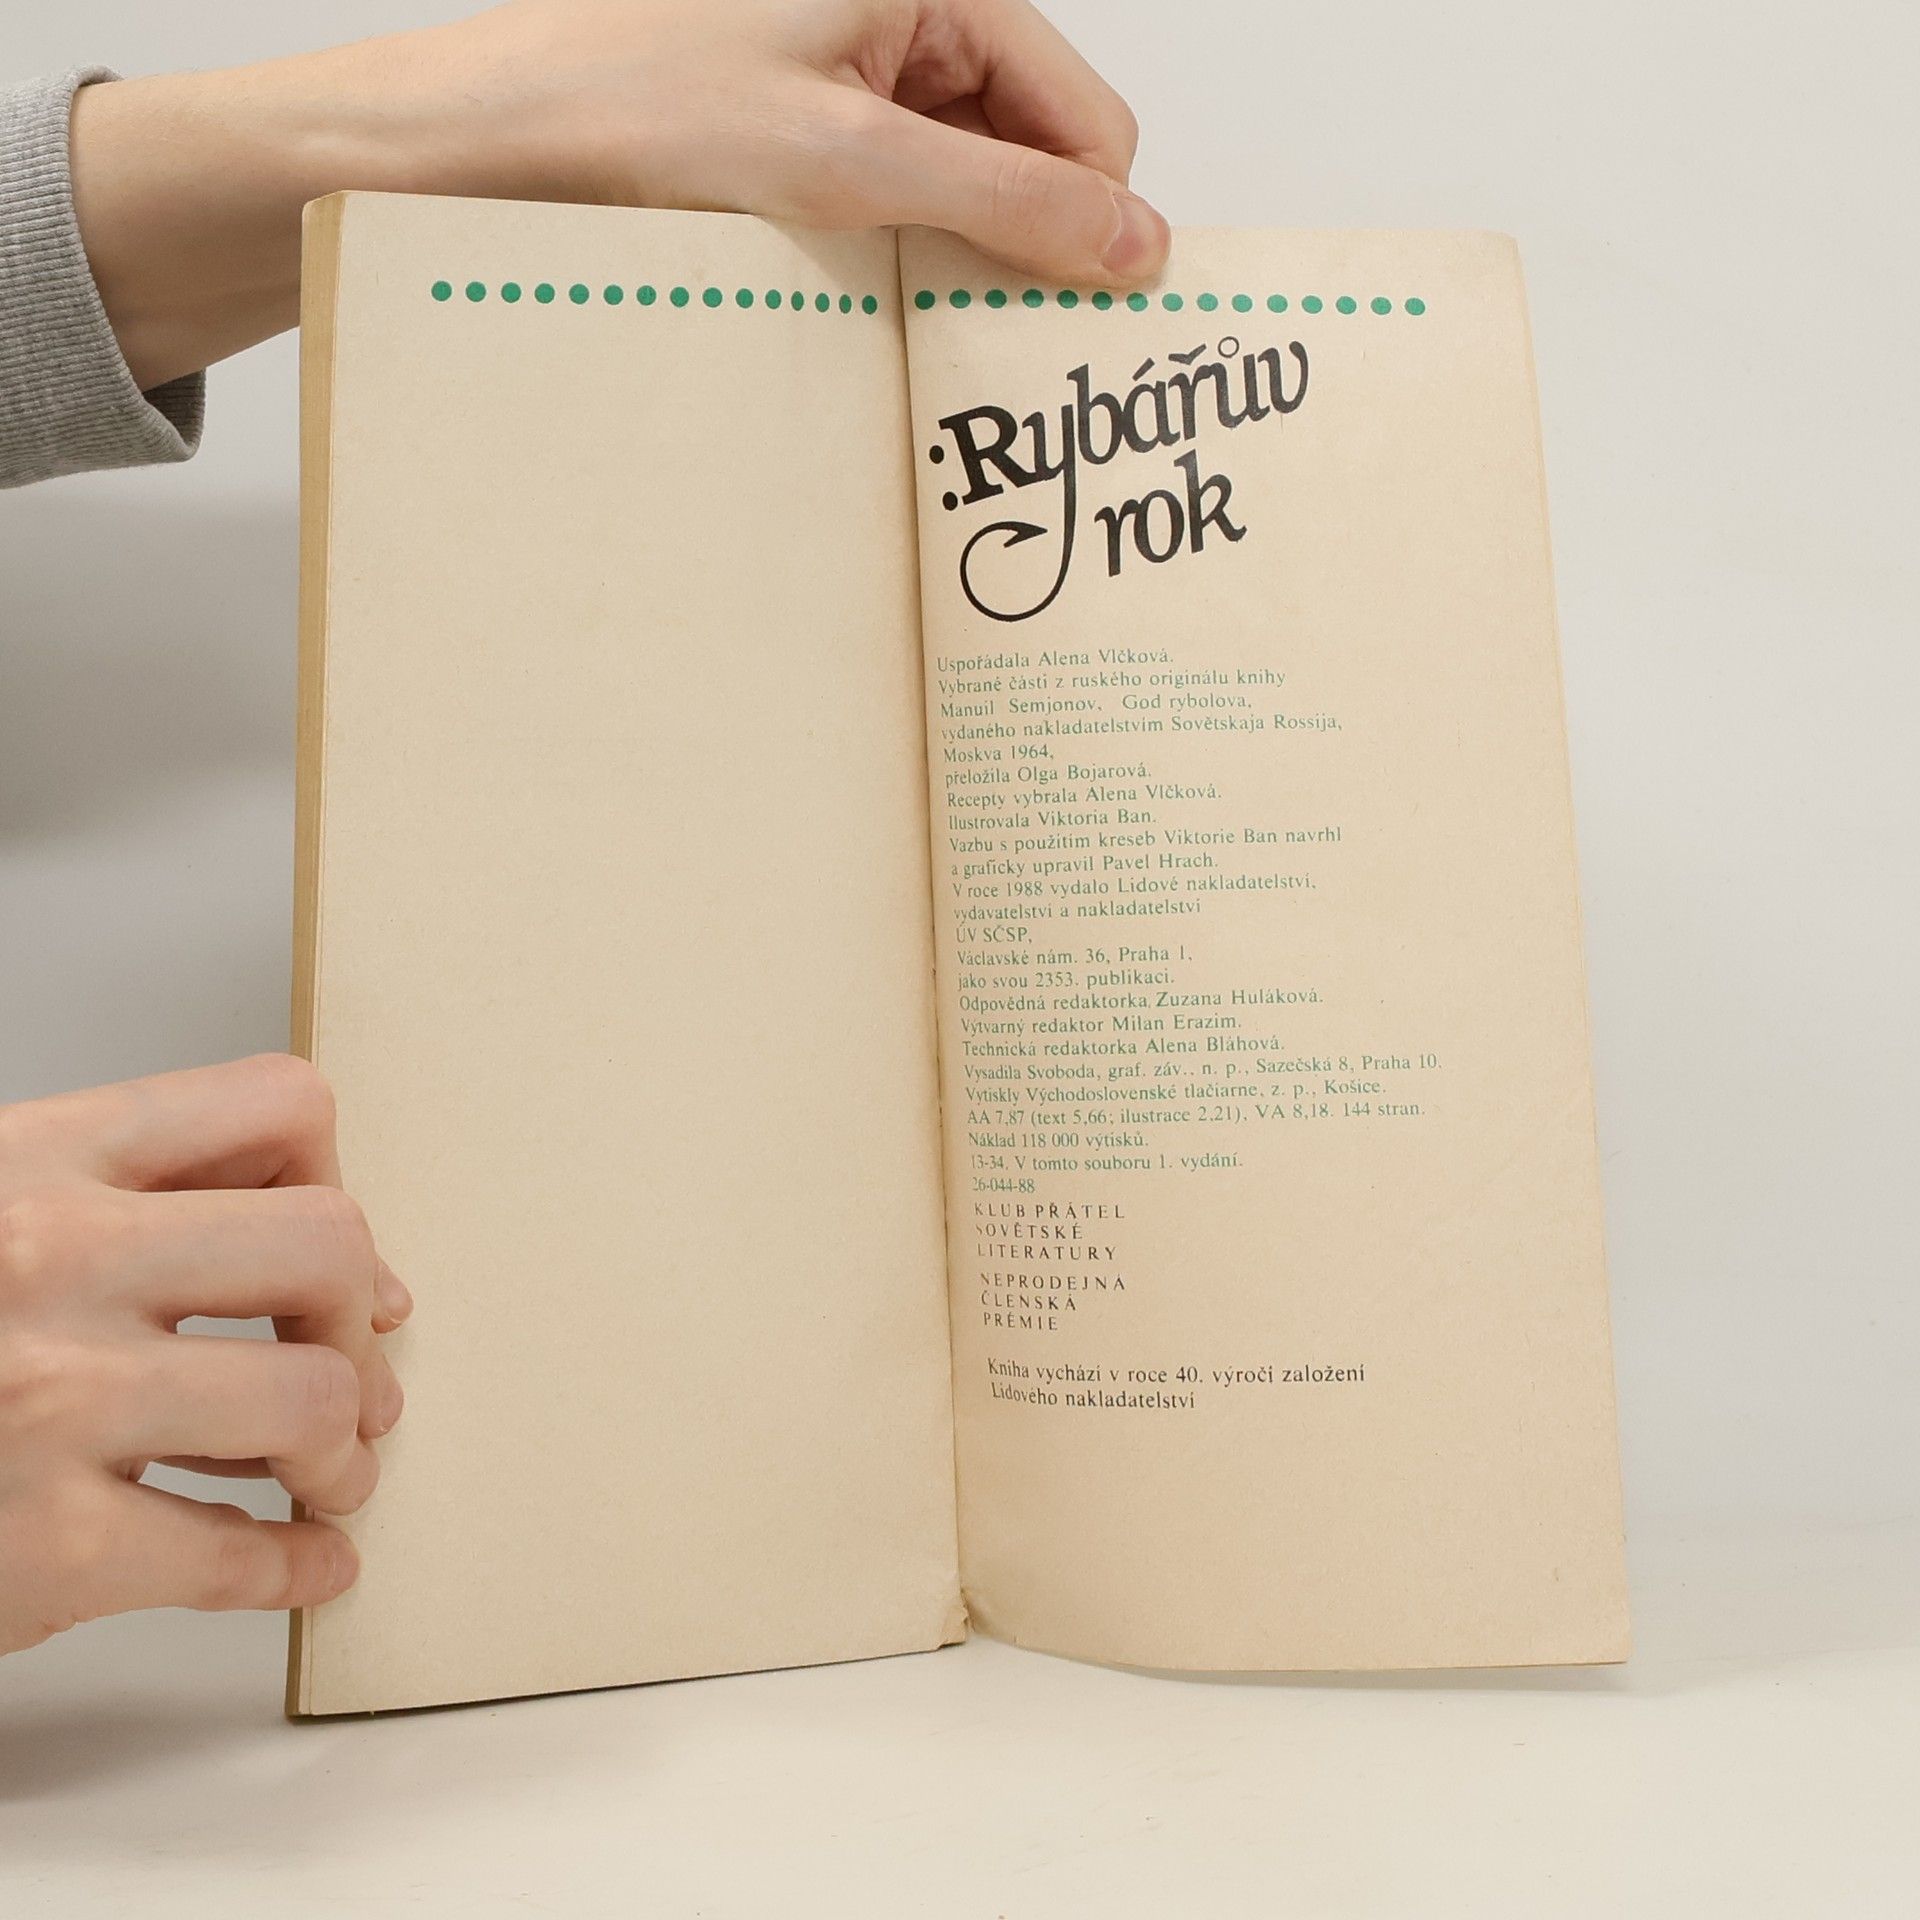 :Rybářův
rok
Uspořádala Alena Vlčková.
Vybrané části z ruského originálu knihy
Manuil Semjonov, God rybolova,
vydaného nakladatelstvím Sovětskaja Rossija,
Moskva 1964,
přeložila Olga Bojarová.
Recepty vybrala Alena Vlčková.
Ilustrovala Viktoria Ban.
Vazbu s použitím kreseb Viktorie Ban navrhl
a graficky upravil Pavel Hrach.
V roce 1988 vydalo Lidové nakladatelství,
vydavatelství a nakladatelství
ÚV SČSP,
Václavské nám. 36, Praha 1,
jako svou 2353. publikaci.
Odpovědná redaktorka Zuzana Huláková.
Výtvarný redaktor Milan Erazim.
Technická redaktorka Alena Bláhová.
Vysadila Svoboda, graf. záv., n. p., Sazečská 8, Praha 10.
Vytiskly Východoslovenské tlačiarne, z. p., Košice.
AA 7,87 (text 5,66; ilustrace 2,21), VA 8,18. 144 stran.
Náklad 118 000 výtisků.
13-34. V tomto souboru 1. vydání.
26-044-88
KLUB PŘÁTEL
SOVĚTSKÉ
LITERATURY
NEPRODEJNÁ
ČLENSKÁ
PRÉMIE
Kniha vychází v roce 40. výročí založení
Lidového nakladatelství